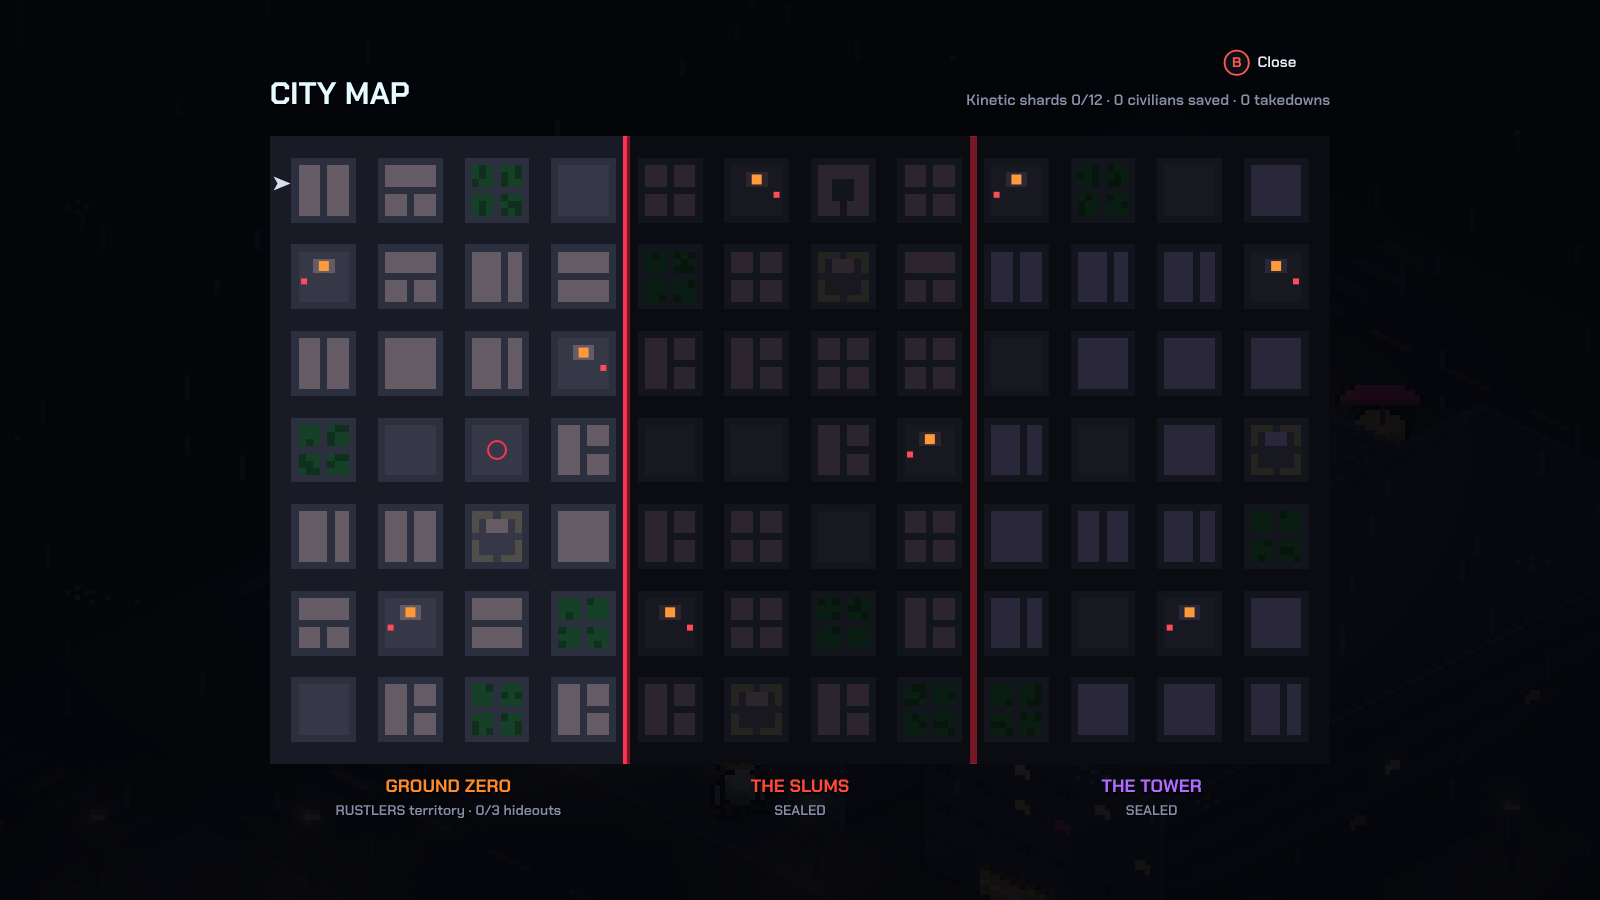 B Close
CITY MAP
Kinetic shards 0/12 · 0 civilians saved · 0 takedowns
GROUND ZERO
RUSTLERS territory · 0/3 hideouts
THE SLUMS
SEALED
THE TOWER
SEALED